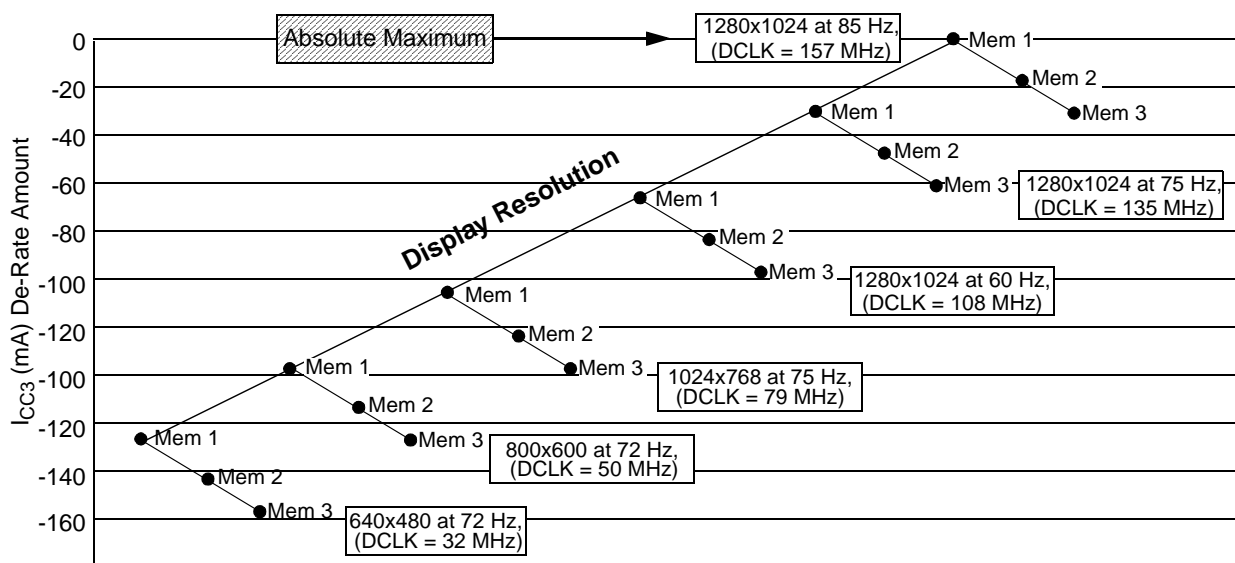 Absolute Maximum
1280x1024 at 85 Hz,
(DCLK = 157 MHz)
Mem 1
Mem 2
Mem 3
Mem 1
Mem 2
Mem 3
1280x1024 at 75 Hz,
(DCLK = 135 MHz)
Display Resolution
Mem 1
Mem 2
Mem 3
1280x1024 at 60 Hz,
(DCLK = 108 MHz)
Mem 1
Mem 2
Mem 3
1024x768 at 75 Hz,
(DCLK = 79 MHz)
Mem 1
Mem 2
Mem 3
800x600 at 72 Hz,
(DCLK = 50 MHz)
Mem 1
Mem 2
Mem 3
640x480 at 72 Hz,
(DCLK = 32 MHz)
ICC3 (mA) De-Rate Amount
0
-20
-40
-60
-80
-100
-120
-100
-120
-140
-160